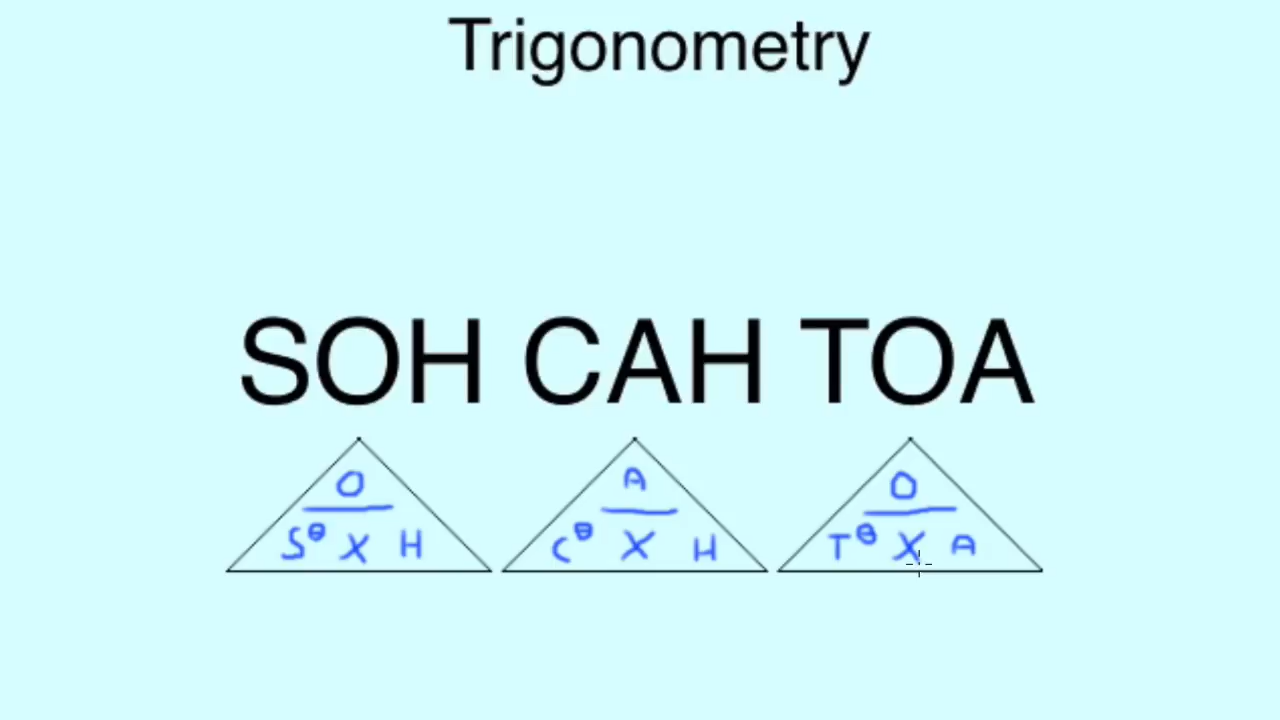 Trigonometry
SOH CAH TOA
O A O
Sθ X H Cθ X H Tθ X A